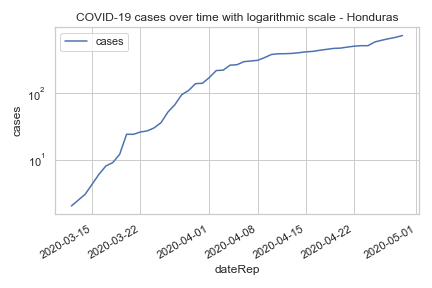 COVID-19 cases over time with logarithmic scale - Honduras
cases
10²
10¹
cases
2020-03-15
2020-03-22
2020-04-01
2020-04-08
2020-04-15
2020-04-22
2020-05-01
dateRep